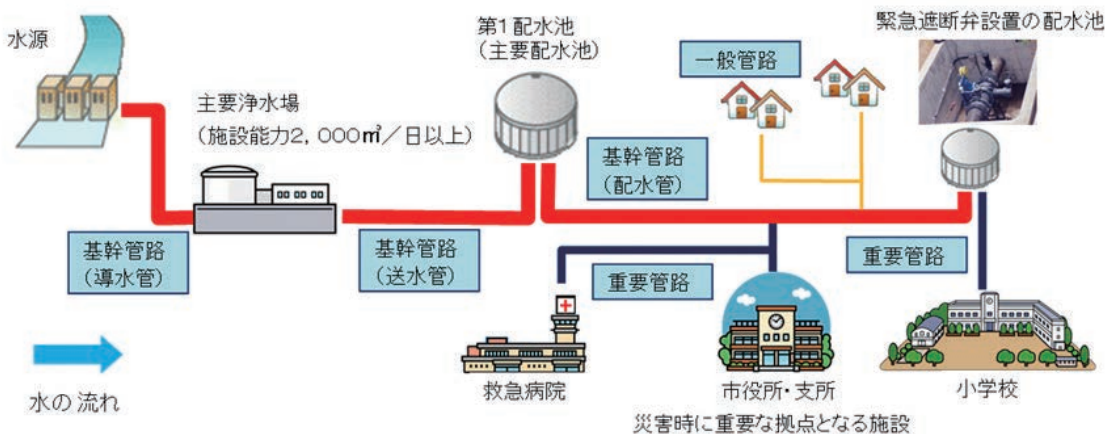 水源
主要浄水場
(施設能力2,000㎥/日以上)
第1配水池
(主要配水池)
一般管路
緊急遮断弁設置の配水池
基幹管路
(配水管)
基幹管路
(導水管)
基幹管路
(送水管)
重要管路
重要管路
水の流れ
救急病院
市役所・支所
小学校
災害時に重要な拠点となる施設